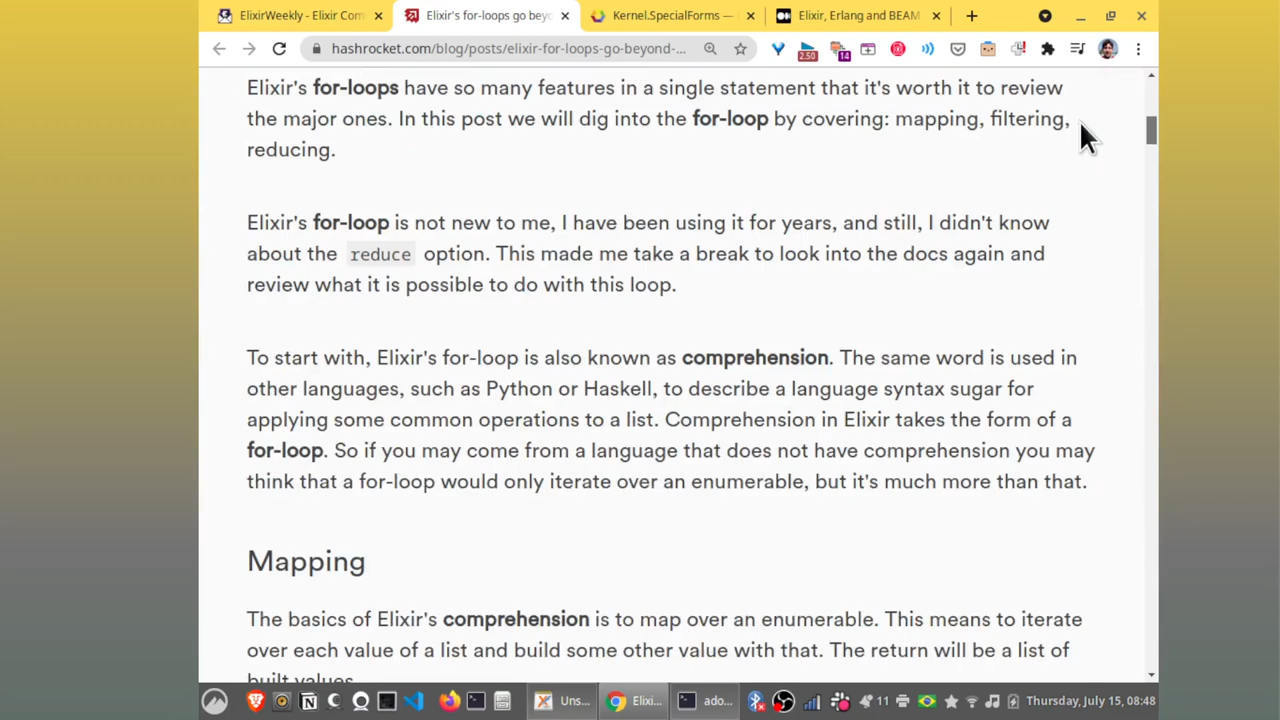 ElixirWeekly - Elixir Com
Elixir's for-loops go beyo
Kernel.SpecialForms —
Elixir, Erlang and BEAM
hashrocket.com/blog/posts/elixir-for-loops-go-beyond-...
2.50
14
Elixir's for-loops have so many features in a single statement that it's worth it to review
the major ones. In this post we will dig into the for-loop by covering: mapping, filtering,
reducing.
Elixir's for-loop is not new to me, I have been using it for years, and still, I didn't know
about the reduce option. This made me take a break to look into the docs again and
review what it is possible to do with this loop.
To start with, Elixir's for-loop is also known as comprehension. The same word is used in
other languages, such as Python or Haskell, to describe a language syntax sugar for
applying some common operations to a list. Comprehension in Elixir takes the form of a
for-loop. So if you may come from a language that does not have comprehension you may
think that a for-loop would only iterate over an enumerable, but it's much more than that.
Mapping
The basics of Elixir's comprehension is to map over an enumerable. This means to iterate
over each value of a list and build some other value with that. The return will be a list of
built values.
Uns...
Elixi...
ado...
11
Thursday, July 15, 08:48